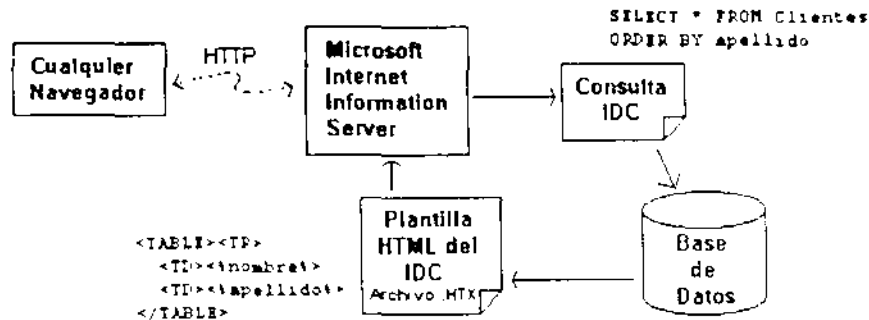 SELECT * FROM Clientes
ORDER BY apellido
Cualquier
Navegador
HTTP
Microsoft
Internet
Information
Server
Consulta
IDC
Plantilla
HTML del
IDC
Archivo .HTX
Base
de
Datos
<TABLE><TR>
<TD><%nombre%>
<TD><%apellido%>
</TABLE>